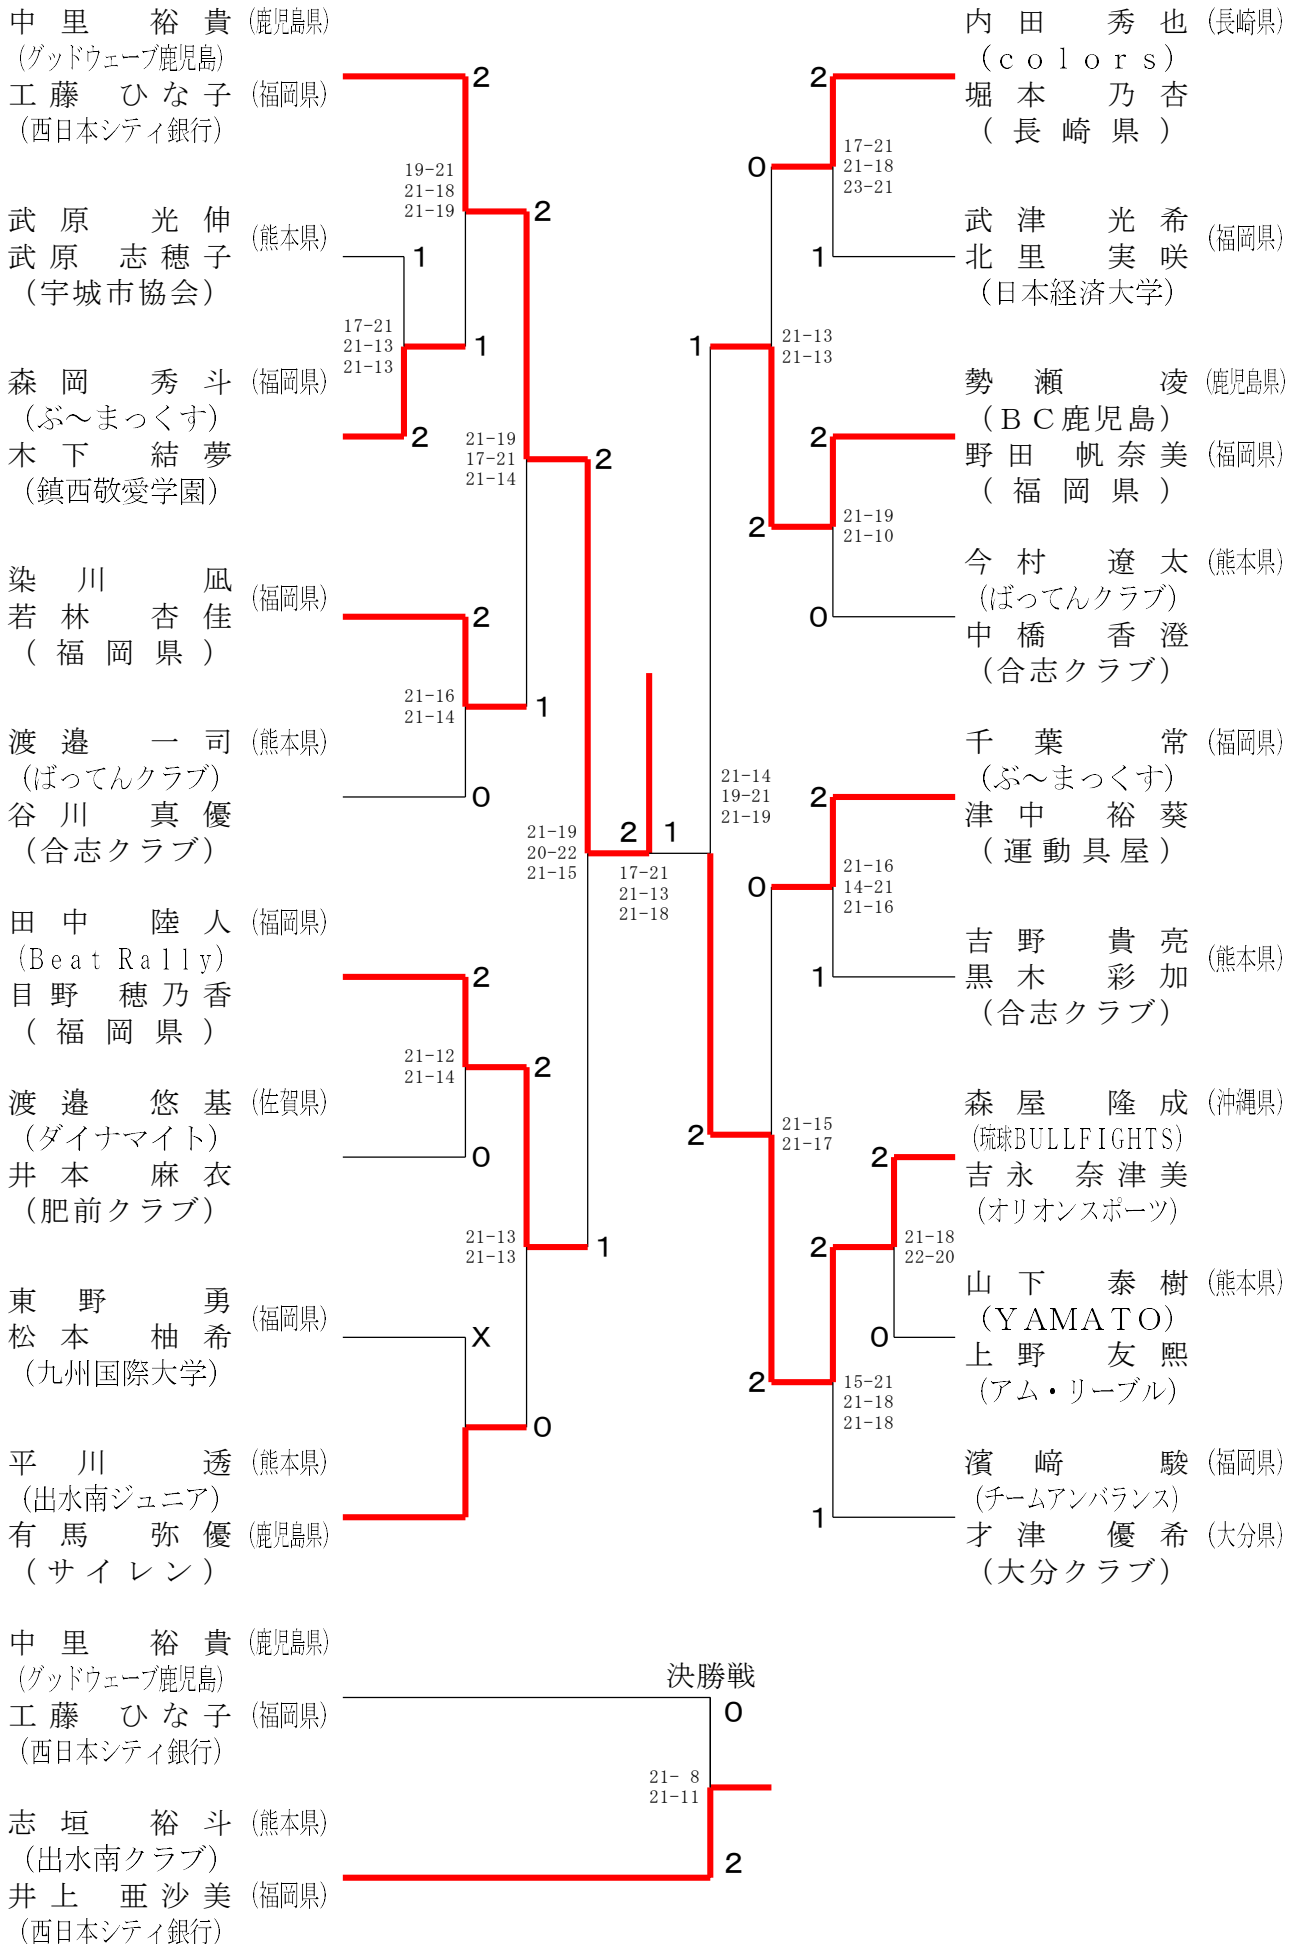 中里　裕貴 (鹿児島県)
(グッドウェーブ鹿児島)
工藤　ひな子 (福岡県)
(西日本シティ銀行)
2
19-21
21-18
21-19
2
武原　光伸
武原　志穂子
(熊本県)
(宇城市協会)
1
17-21
21-13
21-13
1
森岡　秀斗 (福岡県)
(ぶ～まっくす)
木下　結夢
(鎮西敬愛学園)
2
21-19
17-21
21-14
2
染川　凪
若林　杏佳
(福岡県)
(福岡県)
2
21-16
21-14
1
渡邉　一司 (熊本県)
(ばってんクラブ)
谷川　真優
(合志クラブ)
0
21-19
20-22
21-15
2
1
17-21
21-13
21-18
田中　陸人 (福岡県)
(Beat Rally)
目野　穂乃香
(福岡県)
2
21-12
21-14
2
渡邉　悠基 (佐賀県)
(ダイナマイト)
井本　麻衣
(肥前クラブ)
0
21-13
21-13
1
東野　勇
松本　柚希
(福岡県)
(九州国際大学)
X
0
平川　透 (熊本県)
(出水南ジュニア)
有馬　弥優 (鹿児島県)
(サイレン)
内田　秀也 (長崎県)
(colors)
堀本　乃杏
(長崎県)
2
17-21
21-18
23-21
0
武津　光希
北里　実咲
(福岡県)
(日本経済大学)
1
21-13
21-13
1
勢瀬　凌 (鹿児島県)
(BC鹿児島)
野田　帆奈美 (福岡県)
(福岡県)
2
2
21-19
21-10
今村　遼太 (熊本県)
(ばってんクラブ)
中橋　香澄
(合志クラブ)
0
21-14
19-21
21-19
千葉　常 (福岡県)
(ぶ～まっくす)
津中　裕葵
(運動具屋)
2
0
21-16
14-21
21-16
吉野　貴亮
黒木　彩加
(熊本県)
(合志クラブ)
1
2
21-15
21-17
森屋　隆成 (沖縄県)
(琉球BULLFIGHTS)
吉永　奈津美
(オリオンスポーツ)
2
2
21-18
22-20
山下　泰樹 (熊本県)
(YAMATO)
上野　友熙
(アム・リーブル)
0
2
15-21
21-18
21-18
濱﨑　駿 (福岡県)
(チームアンバランス)
才津　優希 (大分県)
(大分クラブ)
1
中里　裕貴 (鹿児島県)
(グッドウェーブ鹿児島)
工藤　ひな子 (福岡県)
(西日本シティ銀行)
決勝戦
0
21- 8
21-11
志垣　裕斗 (熊本県)
(出水南クラブ)
井上　亜沙美 (福岡県)
(西日本シティ銀行)
2